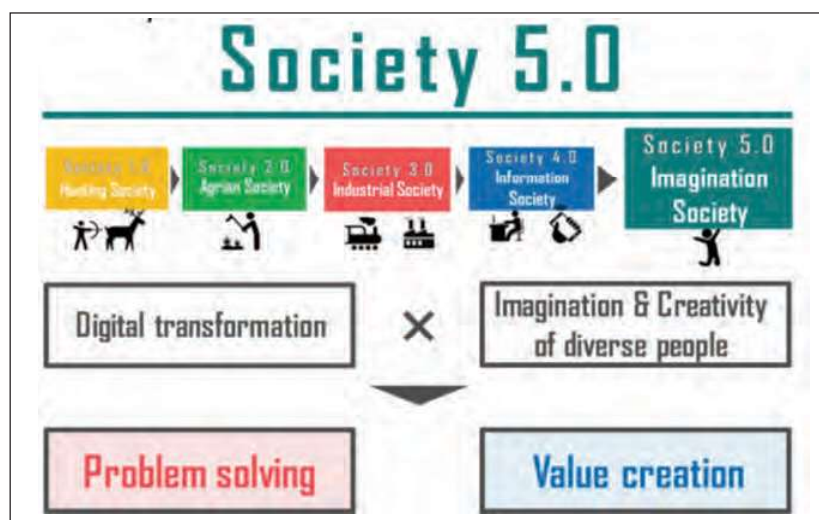 Society 5.0
Society 1.0
Hunting Society
Society 2.0
Agrian Society
Society 3.0
Industrial Society
Society 4.0
Information
Society
Society 5.0
Imagination
Society
Digital transformation
×
Imagination & Creativity
of diverse people
Problem solving
Value creation